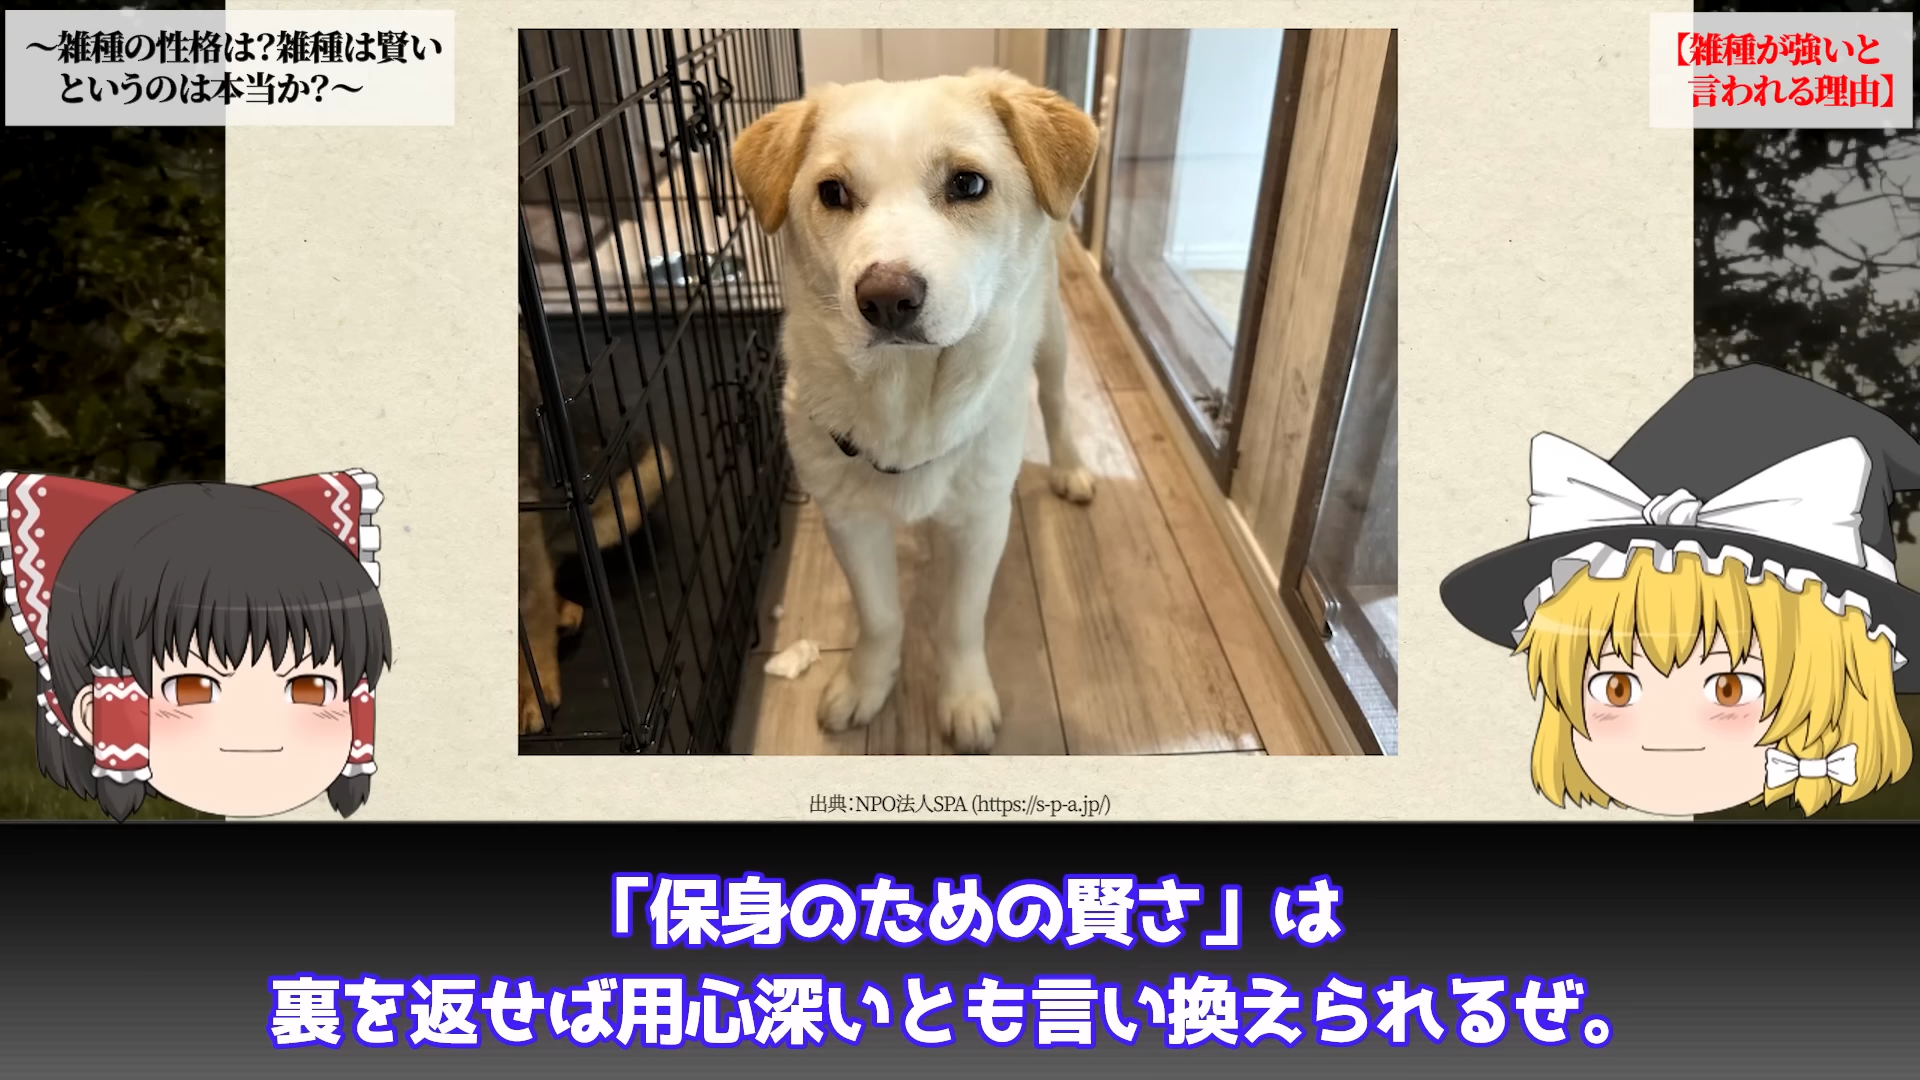 ～雑種の性格は？雑種は賢い
というのは本当か？～
【雑種が強いと
言われる理由】
出典：NPO法人SPA (https://s-p-a.jp/)
「保身のための賢さ」は
裏を返せば用心深いとも言い換えられるぜ。